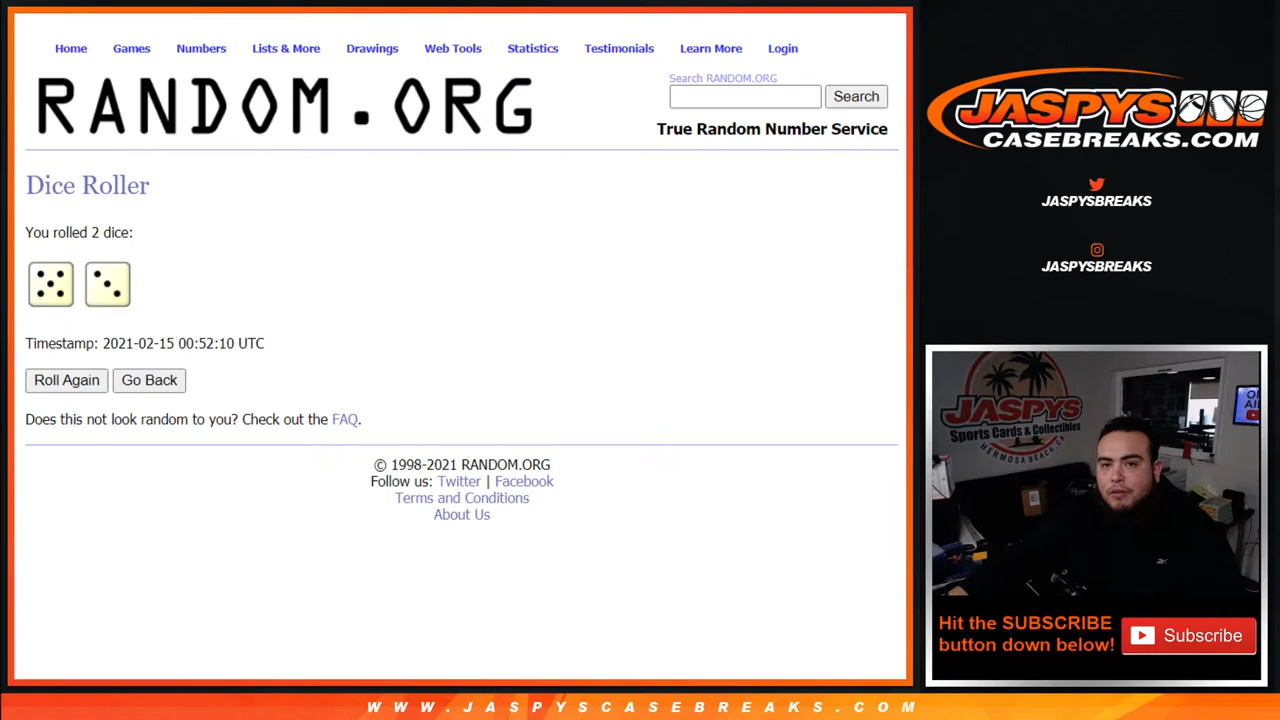 Home Games Numbers Lists & More Drawings Web Tools Statistics Testimonials Learn More Login
RANDOM.ORG
Search RANDOM.ORG
Search
True Random Number Service
Dice Roller
You rolled 2 dice:
Timestamp: 2021-02-15 00:52:10 UTC
Roll Again Go Back
Does this not look random to you? Check out the FAQ.
© 1998-2021 RANDOM.ORG
Follow us: Twitter | Facebook
Terms and Conditions
About Us
JASPYS
CASEBREAKS.COM
JASPYSBREAKS
JASPYSBREAKS
JASPYS
Sports Cards & Collectibles
HERMOSA BEACH, CA
Hit the SUBSCRIBE
button down below!
Subscribe
WWW.JASPYSCASEBREAKS.COM